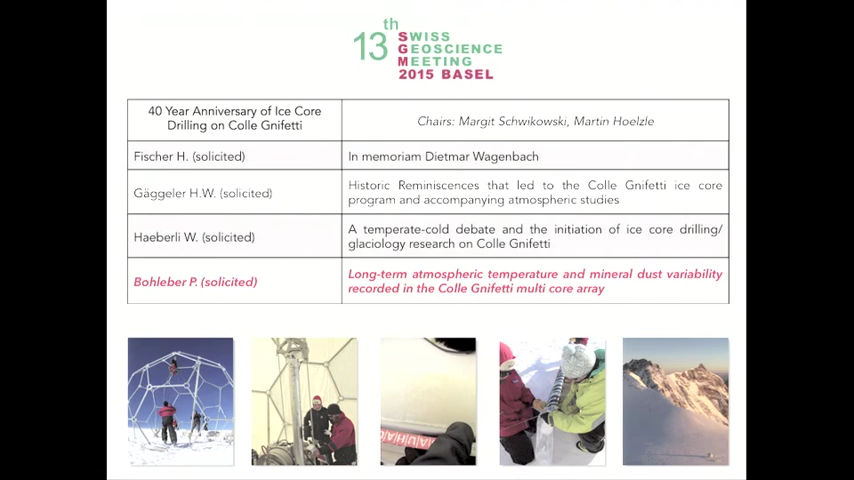 13th
SWISS
GEOSCIENCE
MEETING
2015 BASEL
40 Year Anniversary of Ice Core
Drilling on Colle Gnifetti
Chairs: Margit Schwikowski, Martin Hoelzle
Fischer H. (solicited)
In memoriam Dietmar Wagenbach
Gäggeler H.W. (solicited)
Historic Reminiscences that led to the Colle Gnifetti ice core
program and accompanying atmospheric studies
Haeberli W. (solicited)
A temperate-cold debate and the initiation of ice core drilling/
glaciology research on Colle Gnifetti
Bohleber P. (solicited)
Long-term atmospheric temperature and mineral dust variability
recorded in the Colle Gnifetti multi core array